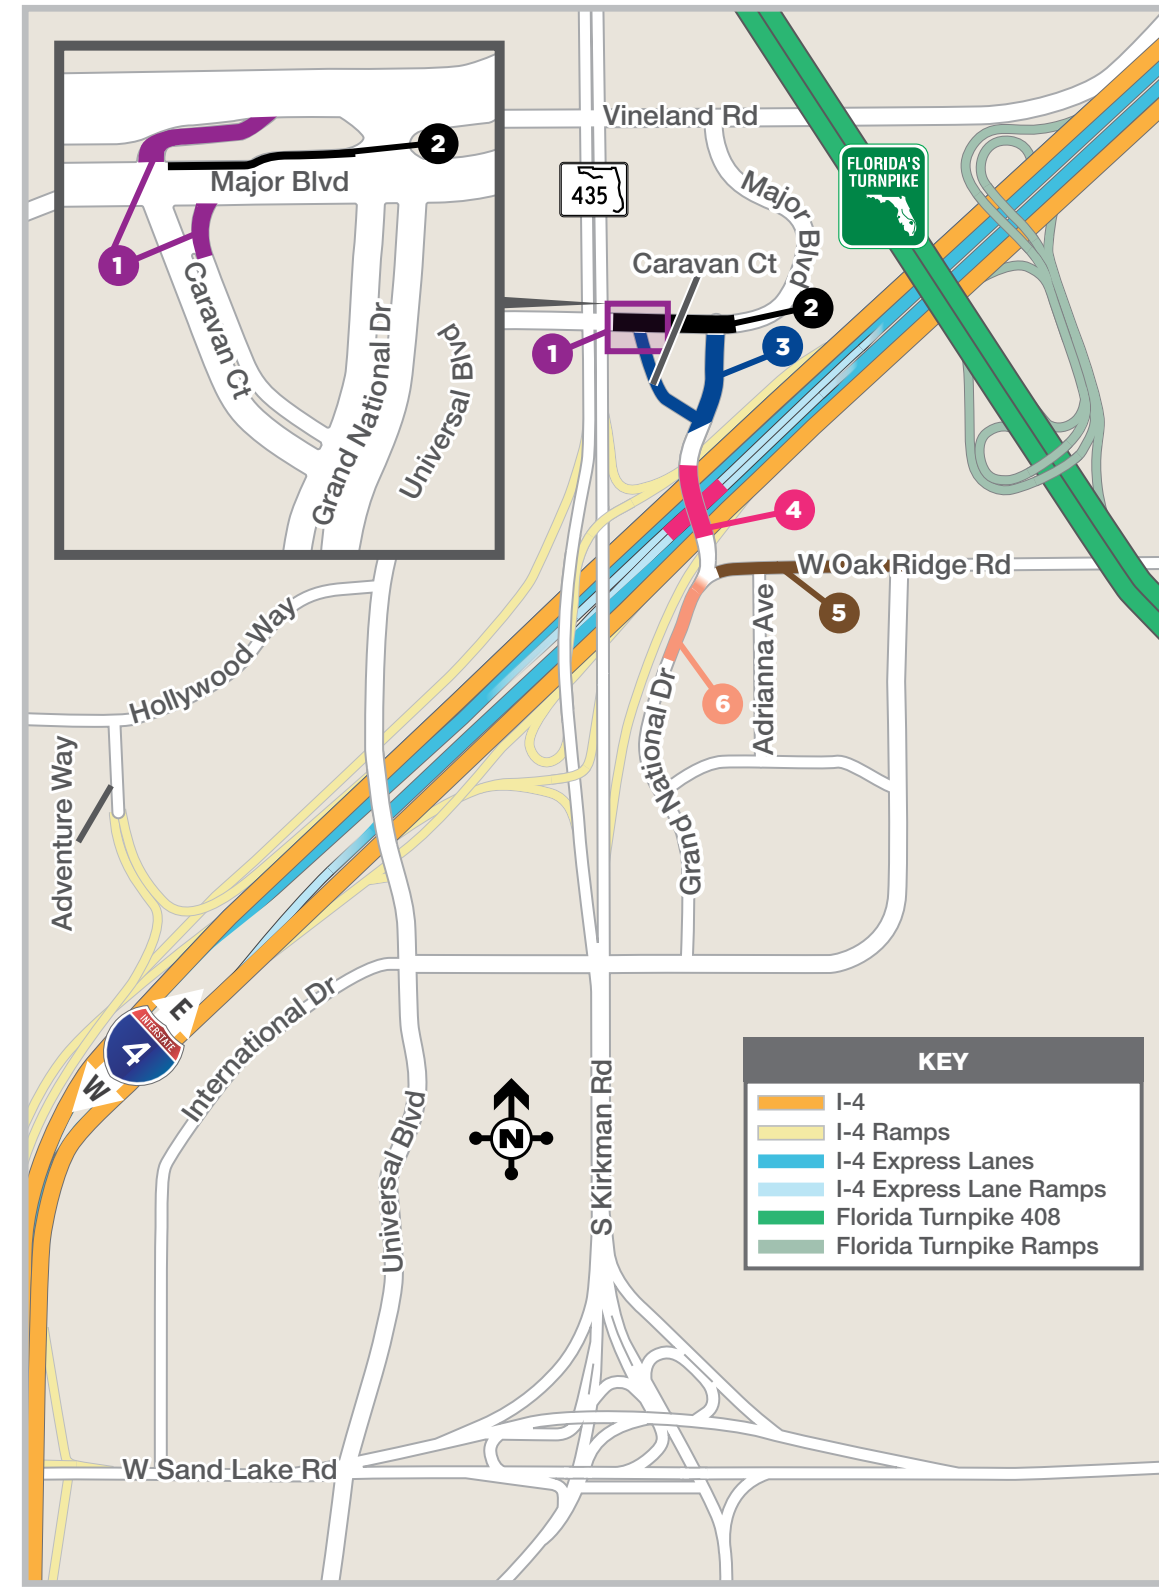 Vineland Rd
2
Major Blvd
1
Caravan Ct
Grand National Dr
Universal Blvd
435
FLORIDA'S
TURNPIKE
Major Blvd
Caravan Ct
2
1
3
4
W Oak Ridge Rd
5
Adrianna Ave
6
Grand National Dr
Hollywood Way
Adventure Way
E
INTERSTATE
4
W
International Dr
Universal Blvd
N
S Kirkman Rd
W Sand Lake Rd
KEY
I-4
I-4 Ramps
I-4 Express Lanes
I-4 Express Lane Ramps
Florida Turnpike 408
Florida Turnpike Ramps